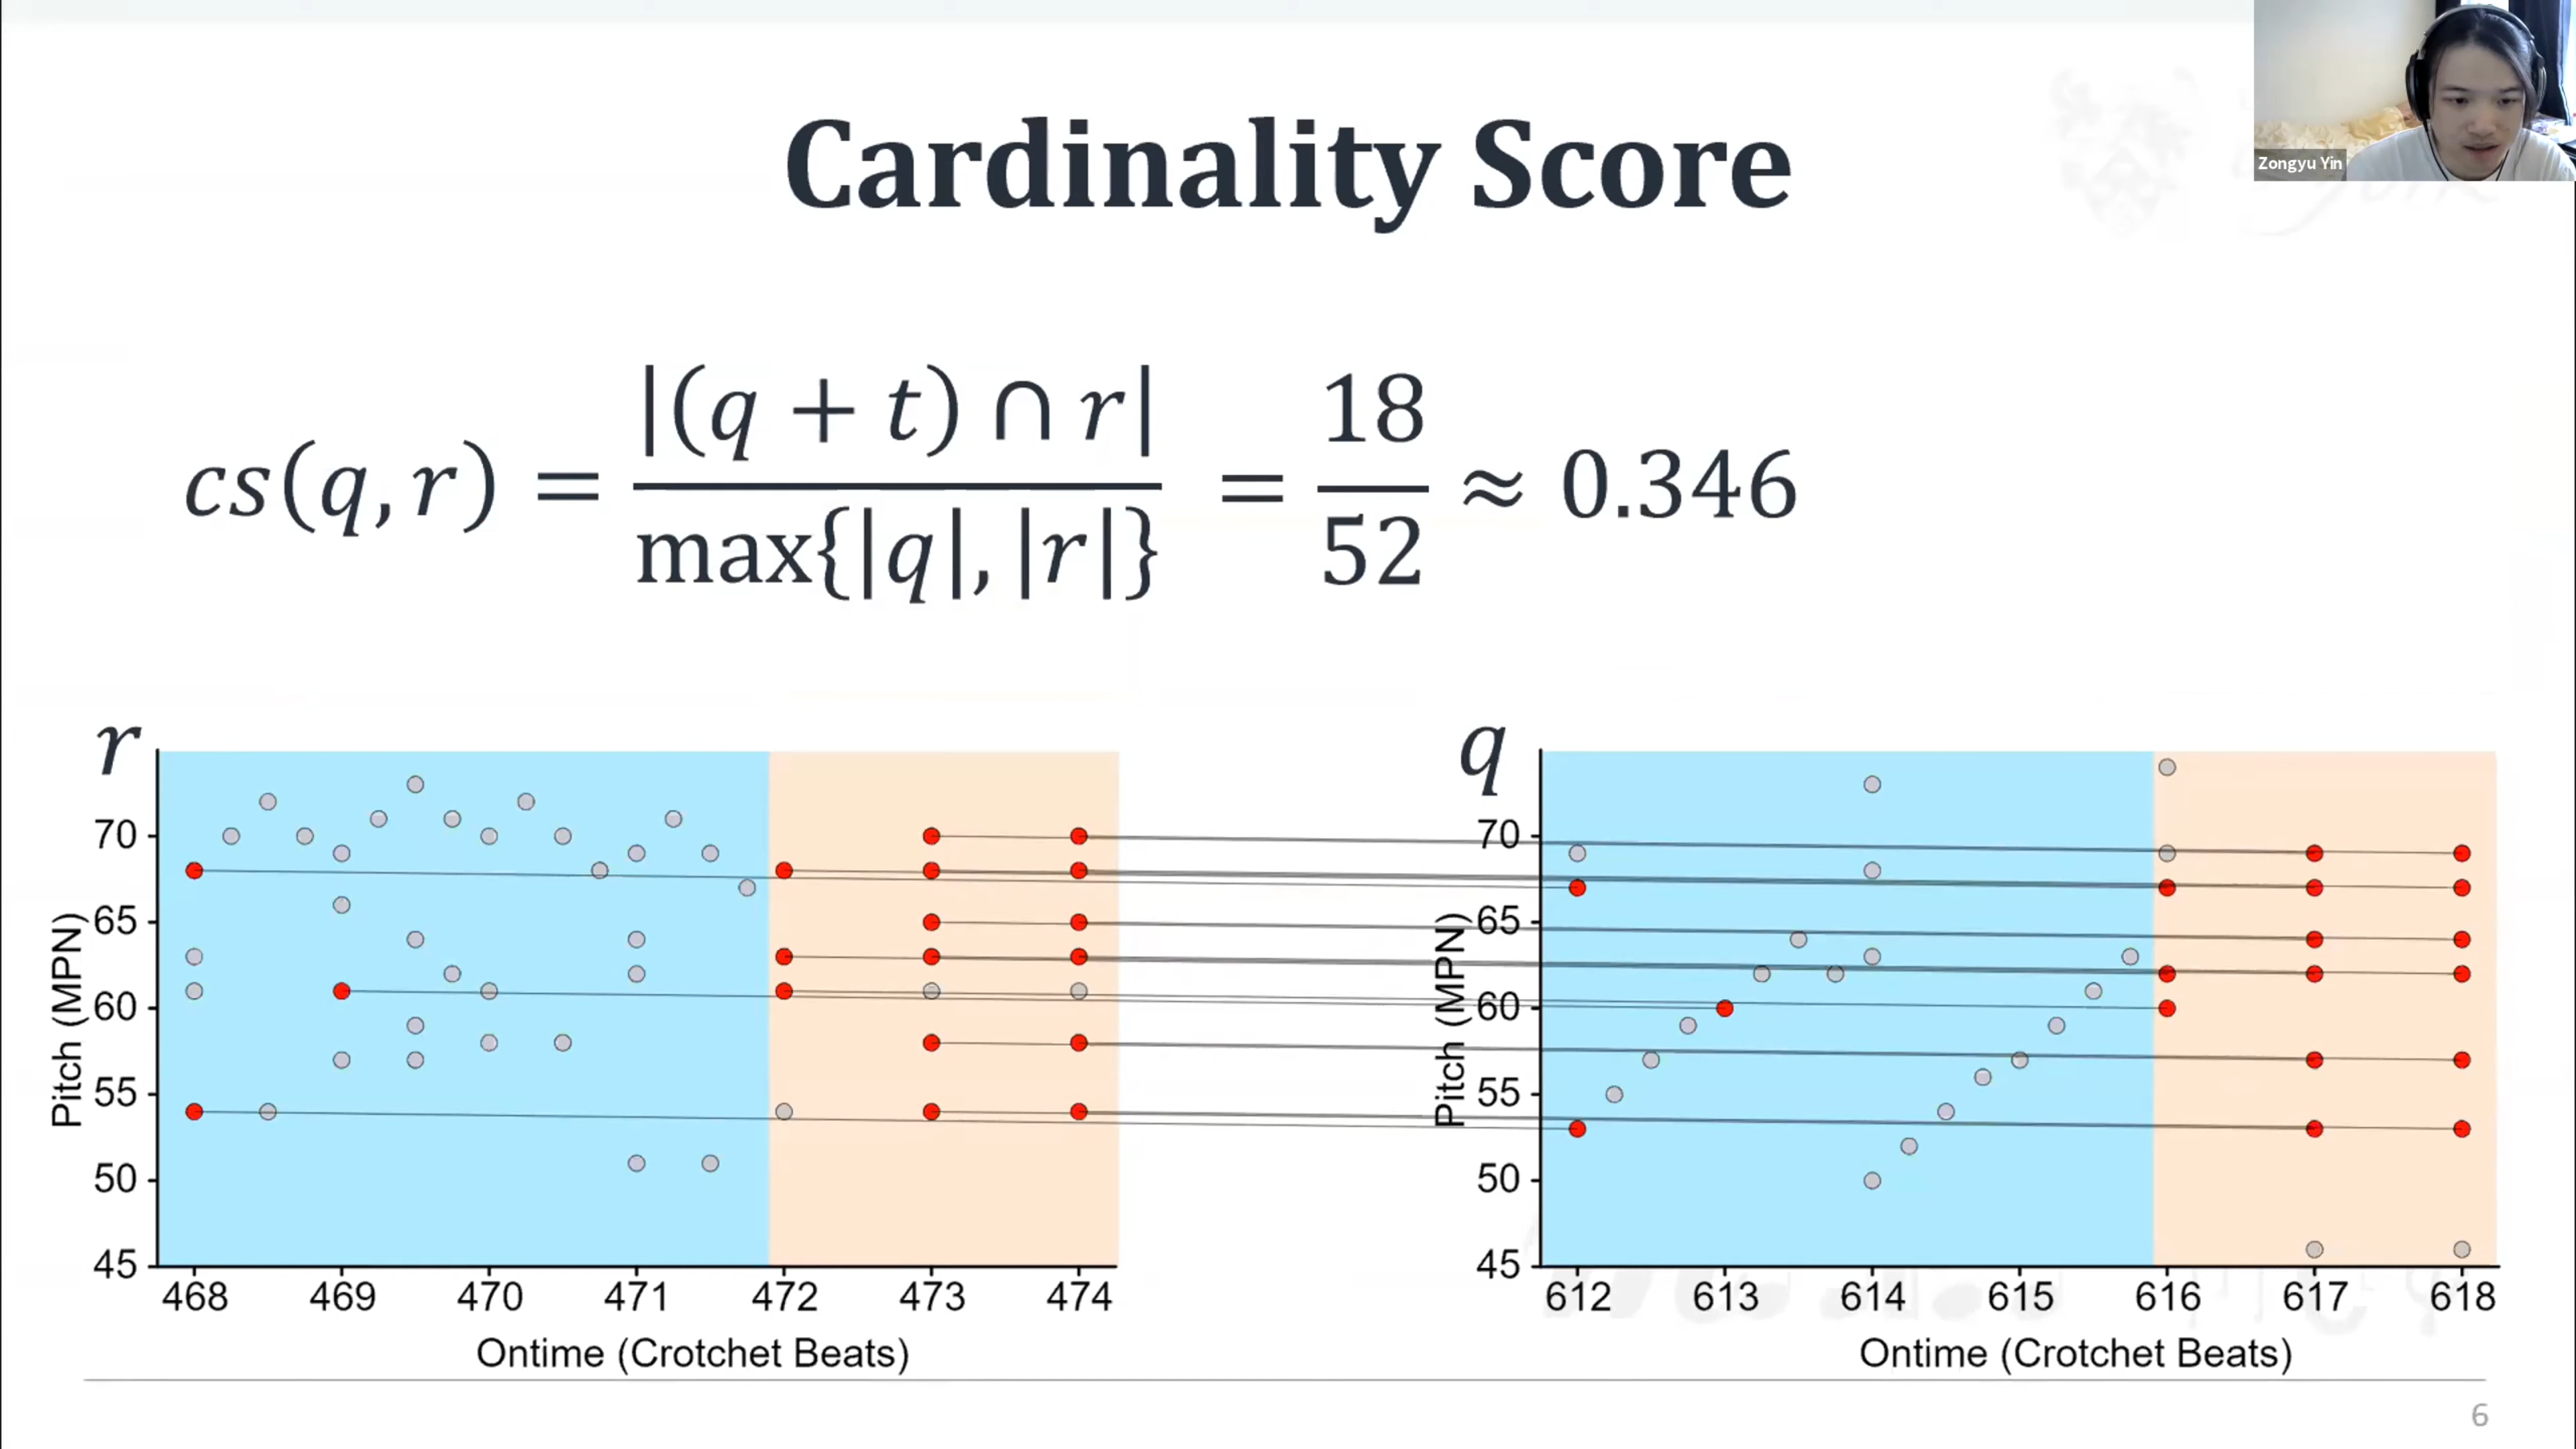 Zongyu Yin
Cardinality Score
cs(q, r) = |(q + t) ∩ r| / max{|q|, |r|} = 18/52 ≈ 0.346
r
Pitch (MPN)
70
65
60
55
50
45
468 469 470 471 472 473 474
Ontime (Crotchet Beats)
q
Pitch (MPN)
70
65
60
55
50
45
612 613 614 615 616 617 618
Ontime (Crotchet Beats)
6